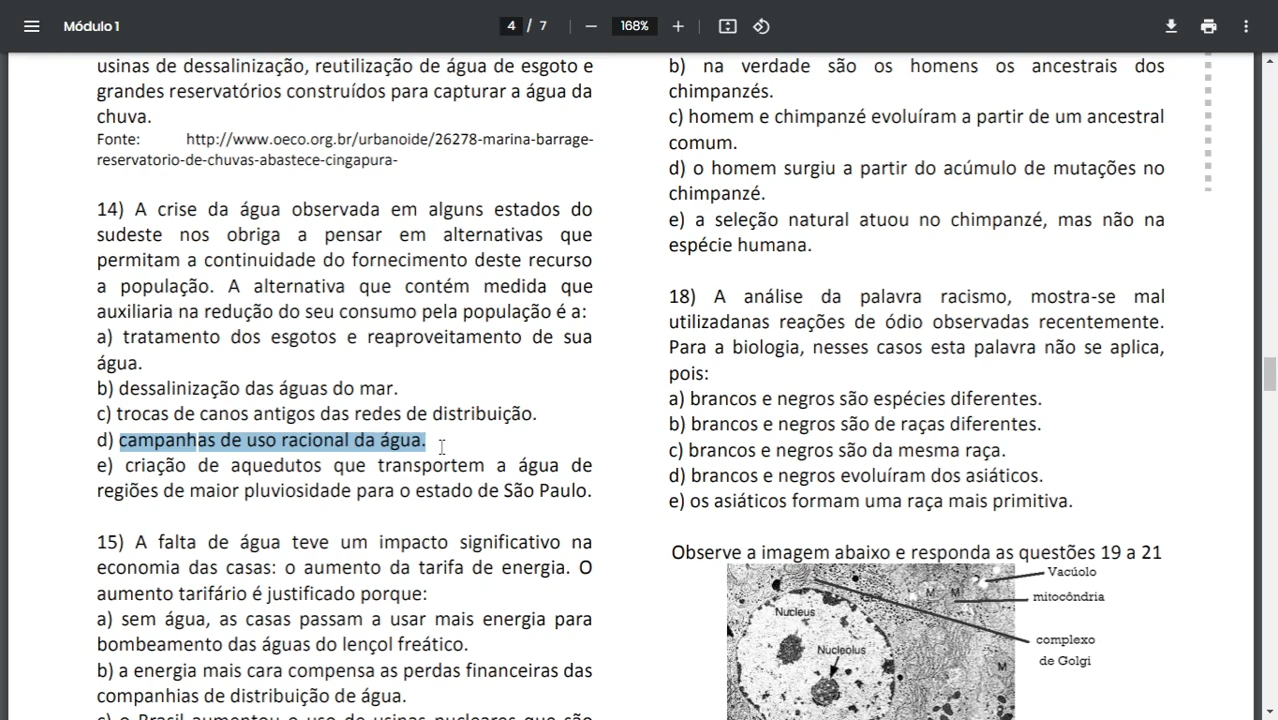 Módulo 1
4 / 7
168%
usinas de dessalinização, reutilização de água de esgoto e
grandes reservatórios construídos para capturar a água da
chuva.
Fonte: http://www.oeco.org.br/urbanoide/26278-marina-barrage-
reservatorio-de-chuvas-abastece-cingapura-
14) A crise da água observada em alguns estados do
sudeste nos obriga a pensar em alternativas que
permitam a continuidade do fornecimento deste recurso
a população. A alternativa que contém medida que
auxiliaria na redução do seu consumo pela população é a:
a) tratamento dos esgotos e reaproveitamento de sua
água.
b) dessalinização das águas do mar.
c) trocas de canos antigos das redes de distribuição.
d) campanhas de uso racional da água.
e) criação de aquedutos que transportem a água de
regiões de maior pluviosidade para o estado de São Paulo.
15) A falta de água teve um impacto significativo na
economia das casas: o aumento da tarifa de energia. O
aumento tarifário é justificado porque:
a) sem água, as casas passam a usar mais energia para
bombeamento das águas do lençol freático.
b) a energia mais cara compensa as perdas financeiras das
companhias de distribuição de água.
c) o Brasil aumentou o uso de usinas nucleares que são
b) na verdade são os homens os ancestrais dos
chimpanzés.
c) homem e chimpanzé evoluíram a partir de um ancestral
comum.
d) o homem surgiu a partir do acúmulo de mutações no
chimpanzé.
e) a seleção natural atuou no chimpanzé, mas não na
espécie humana.
18) A análise da palavra racismo, mostra-se mal
utilizadanas reações de ódio observadas recentemente.
Para a biologia, nesses casos esta palavra não se aplica,
pois:
a) brancos e negros são espécies diferentes.
b) brancos e negros são de raças diferentes.
c) brancos e negros são da mesma raça.
d) brancos e negros evoluíram dos asiáticos.
e) os asiáticos formam uma raça mais primitiva.
Observe a imagem abaixo e responda as questões 19 a 21
Vacúolo
M M
mitocôndria
Nucleus
complexo
de Golgi
Nucleolus
M